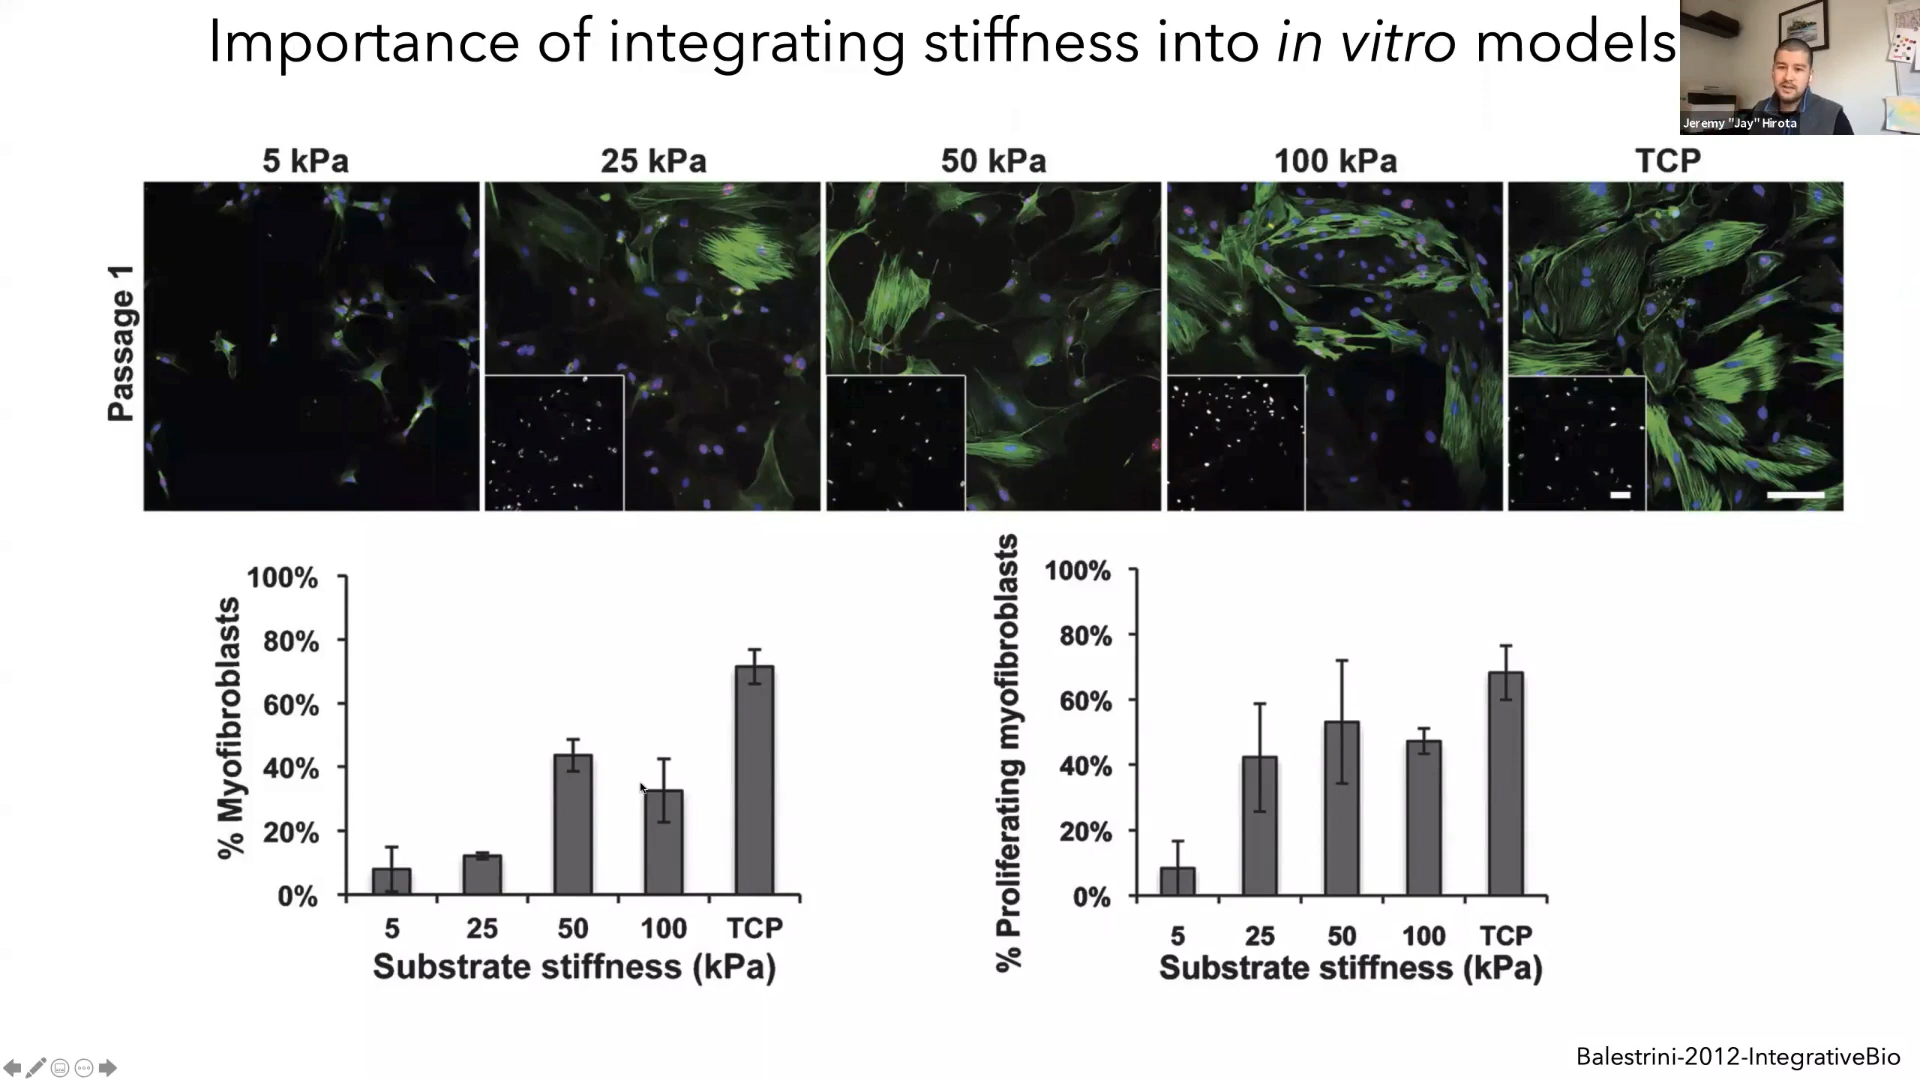 Importance of integrating stiffness into in vitro models
Jeremy "Jay" Hirota
5 kPa
25 kPa
50 kPa
100 kPa
TCP
Passage 1
% Myofibroblasts
100%
80%
60%
40%
20%
0%
5
25
50
100
TCP
Substrate stiffness (kPa)
% Proliferating myofibroblasts
100%
80%
60%
40%
20%
0%
5
25
50
100
TCP
Substrate stiffness (kPa)
Balestrini-2012-IntegrativeBio